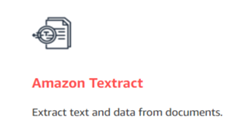 Amazon Textract
Extract text and data from documents.